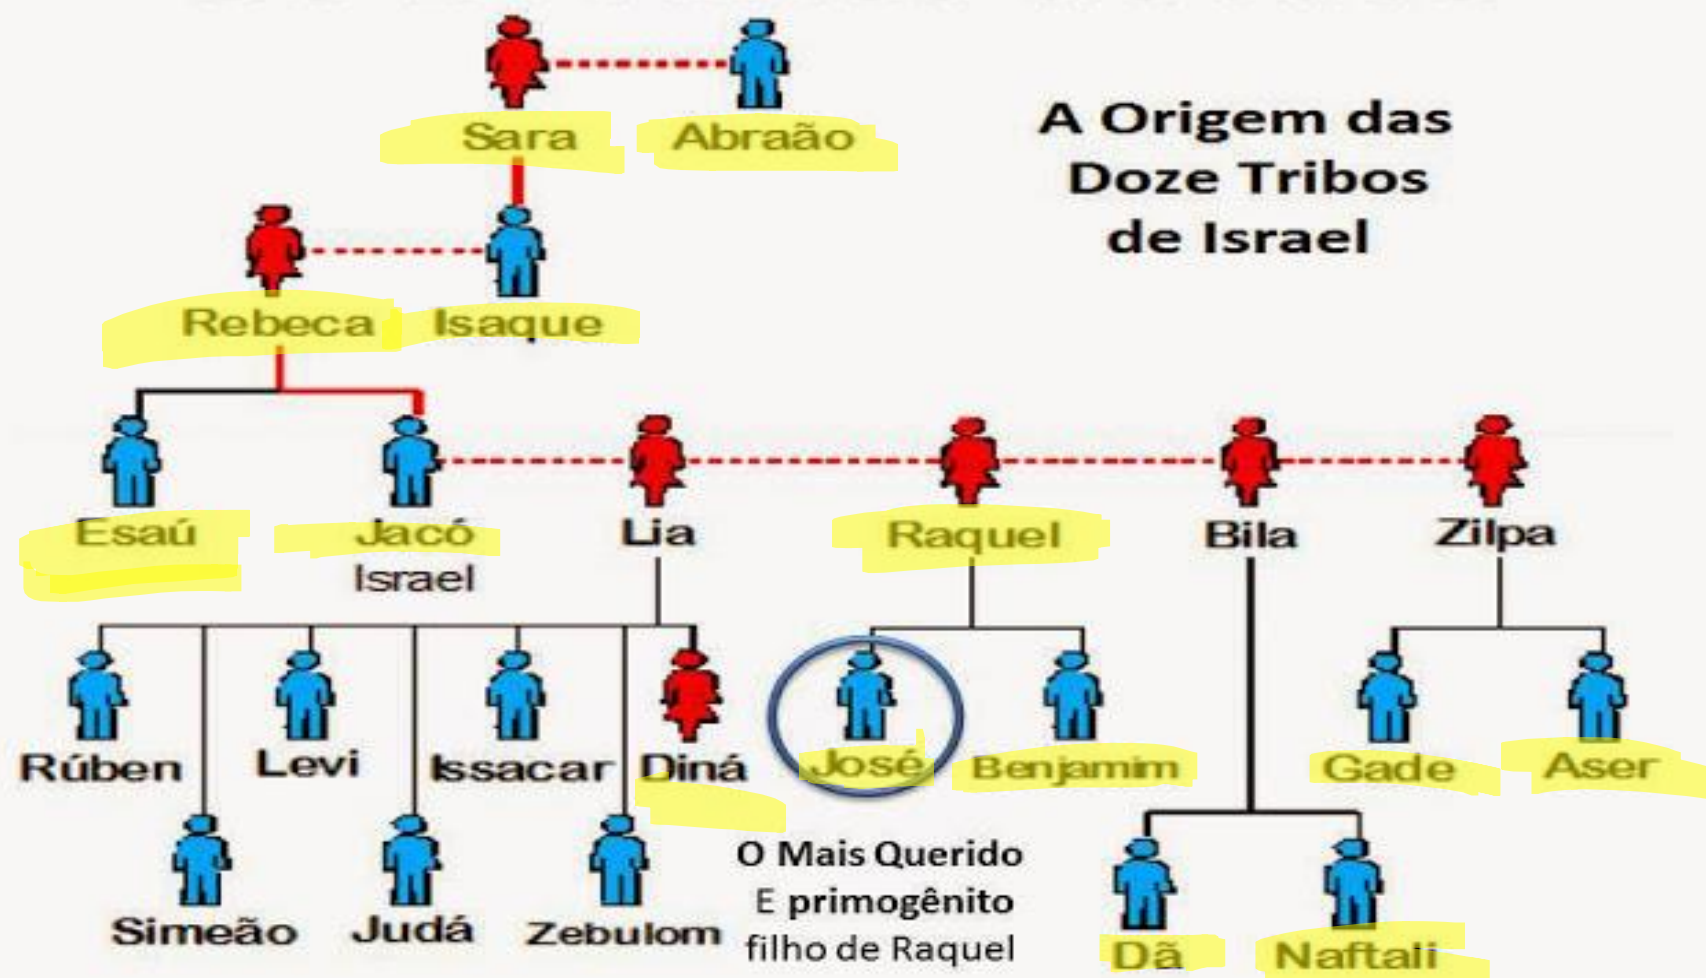 Sara Abraão
A Origem das
Doze Tribos
de Israel
Rebeca Isaque
Esaú Jacó Lia Raquel Bila Zilpa
Israel
Rúben Levi Issacar Diná José Benjamim Gade Aser
Simeão Judá Zebulom
O Mais Querido
E primogênito
filho de Raquel
Dã Naftali